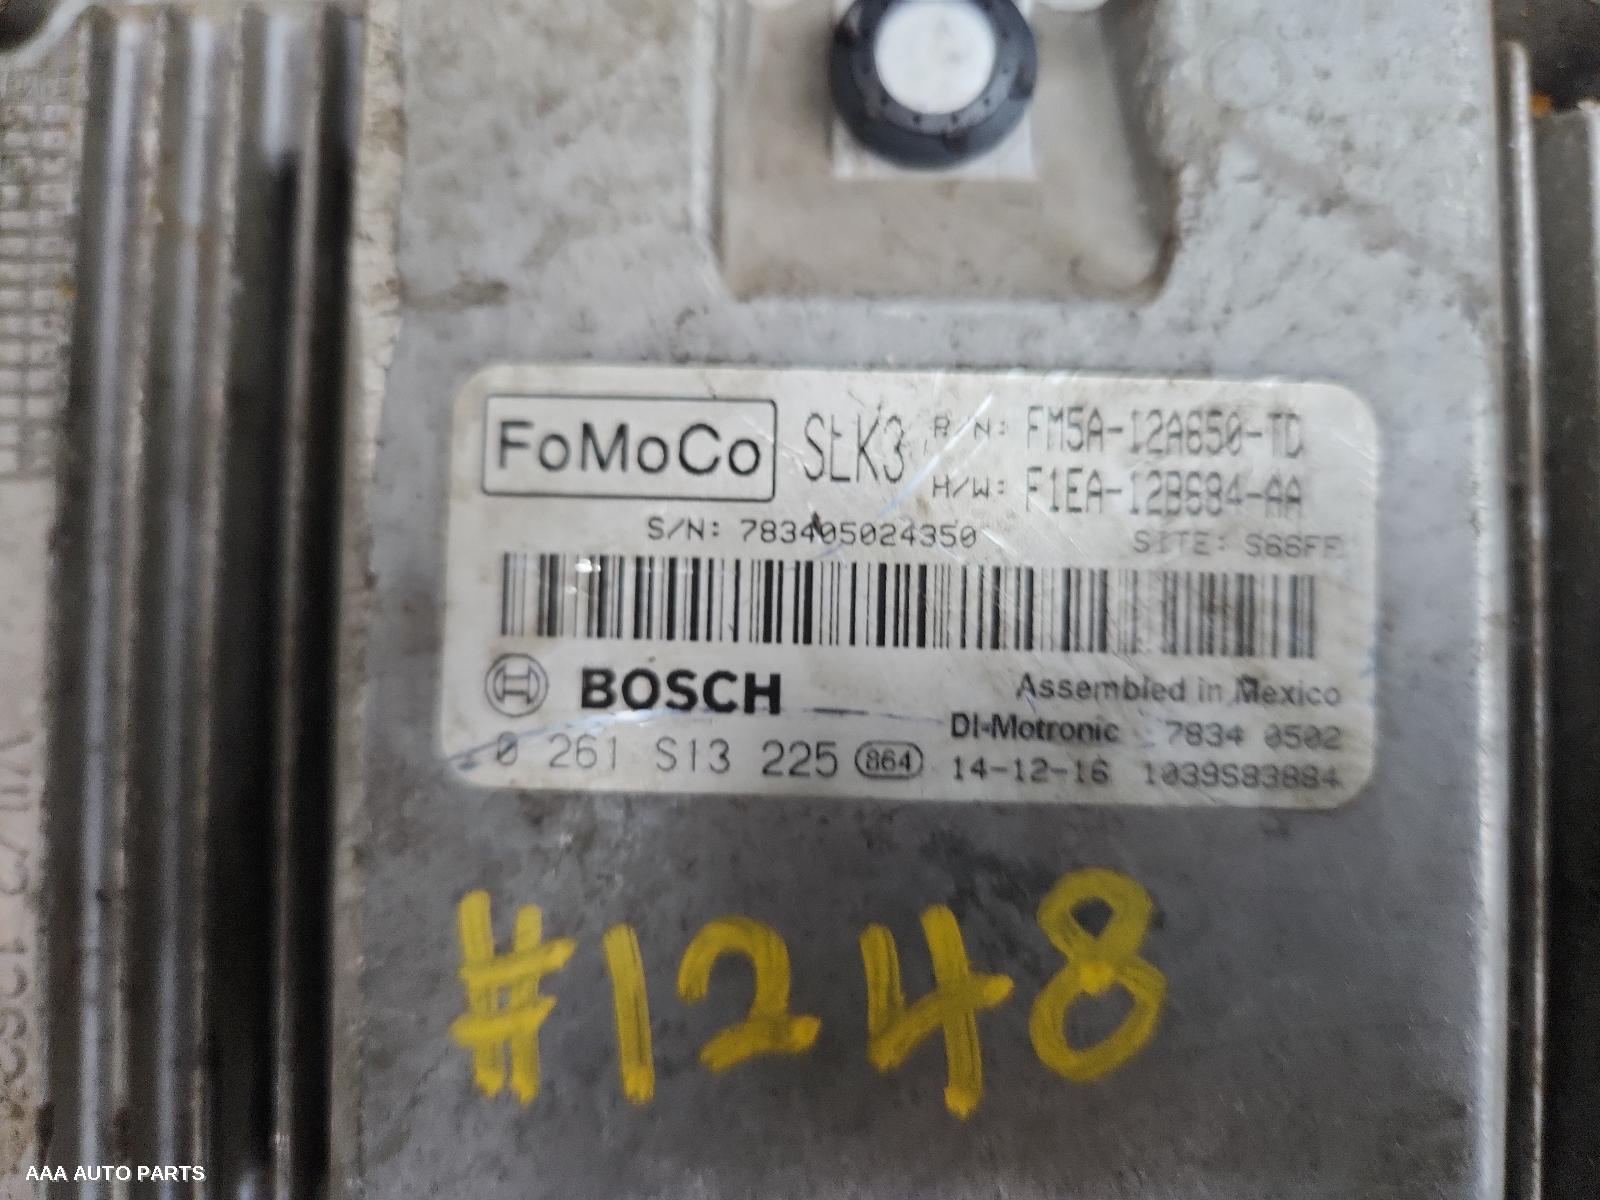 FoMoCo SLK3 P/N: FM5A-12A650-TD
H/W: F1EA-12B684-AA
S/N: 783405024350 SITE: S66FF
BOSCH Assembled in Mexico
DI-Motronic 7834 0502
0 261 S13 225 864 14-12-16 1039S83884
#1248
AAA AUTO PARTS